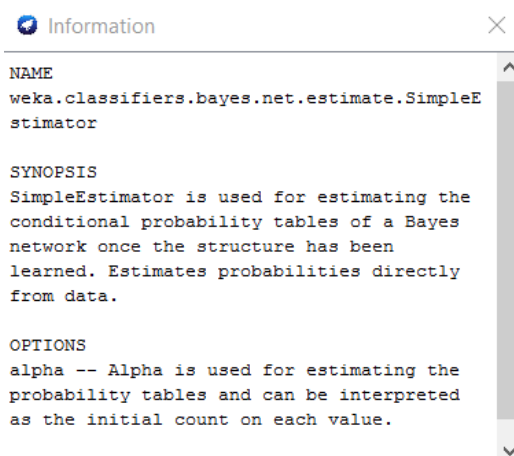 Information
NAME
weka.classifiers.bayes.net.estimate.SimpleE
stimator
SYNOPSIS
SimpleEstimator is used for estimating the
conditional probability tables of a Bayes
network once the structure has been
learned. Estimates probabilities directly
from data.
OPTIONS
alpha -- Alpha is used for estimating the
probability tables and can be interpreted
as the initial count on each value.